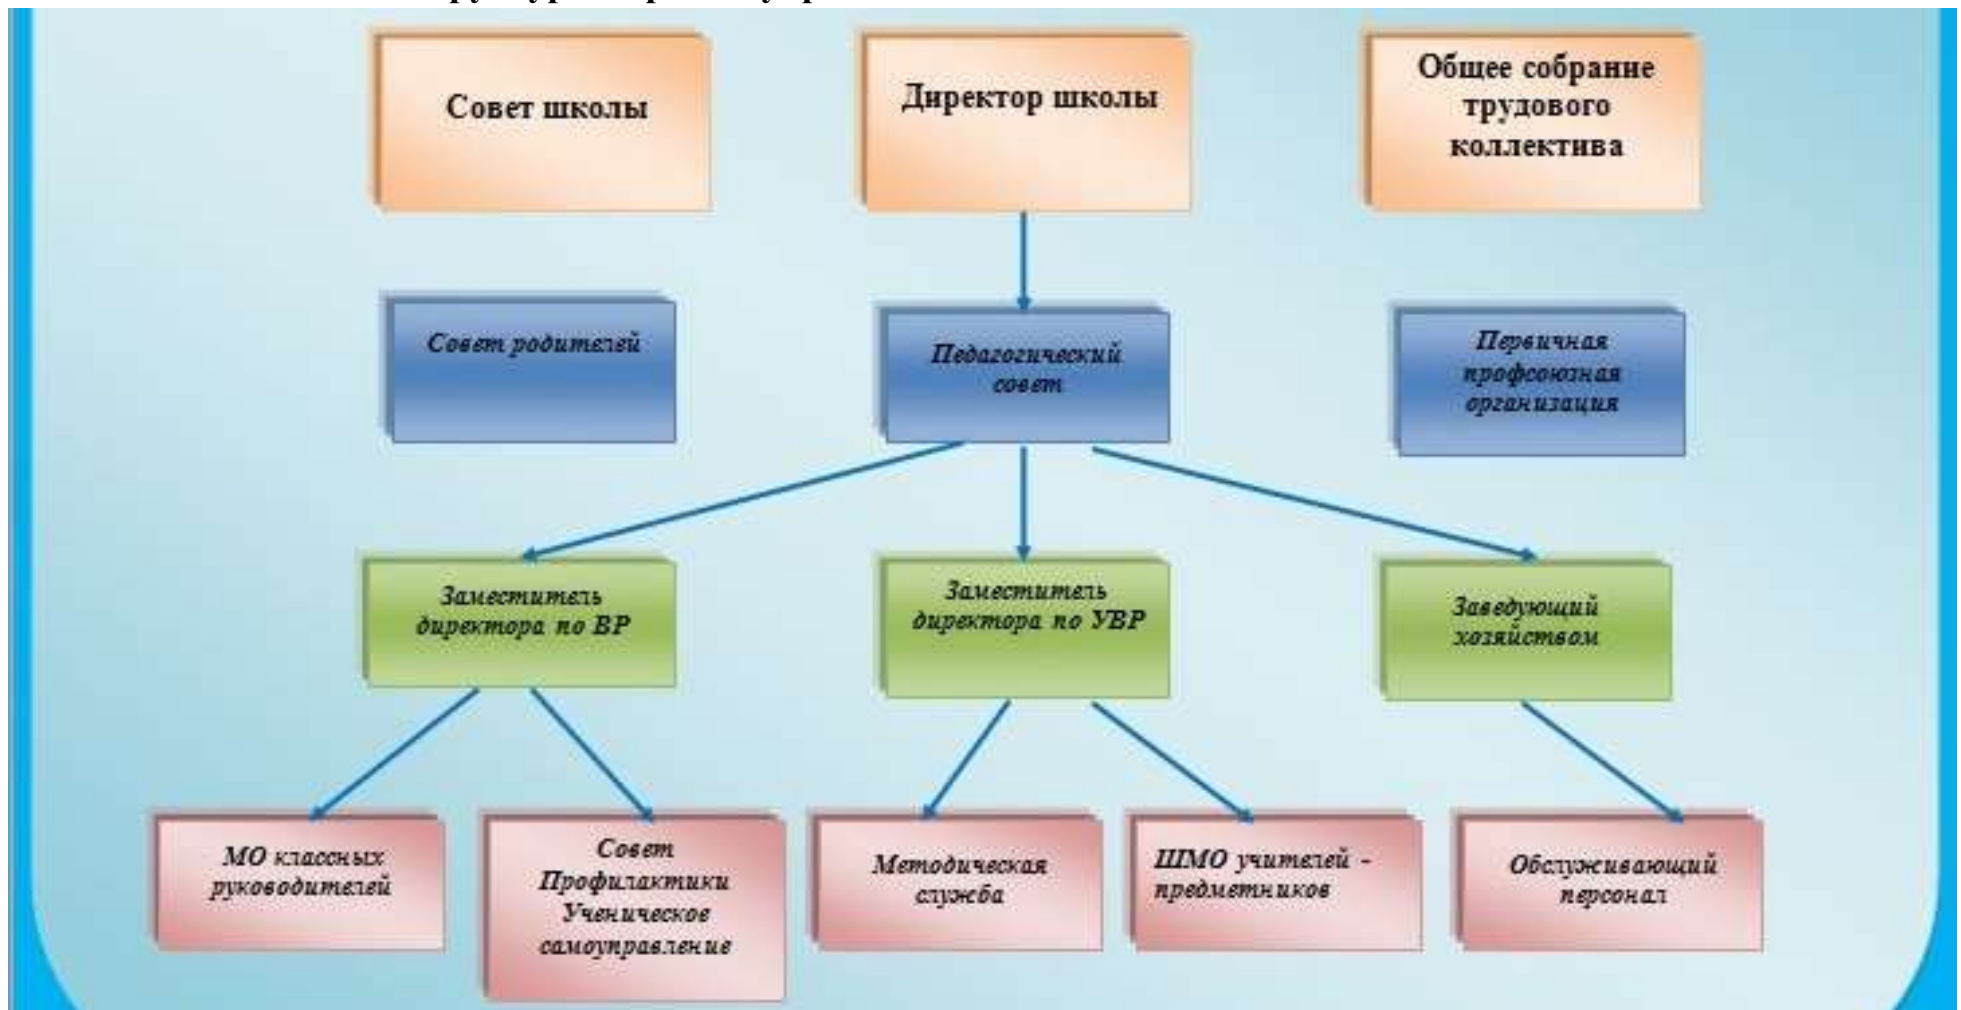 Совет школы
Директор школы
Общее собрание
трудового
коллектива
Совет родителей
Педагогический
совет
Первичная
профсоюзная
организация
Заместитель
директора по ВР
Заместитель
директора по УВР
Заведующий
хозяйством
МО классных
руководителей
Совет
Профилактики
Ученическое
самоуправление
Методическая
служба
ШМО учителей -
предметников
Обслуживающий
персонал